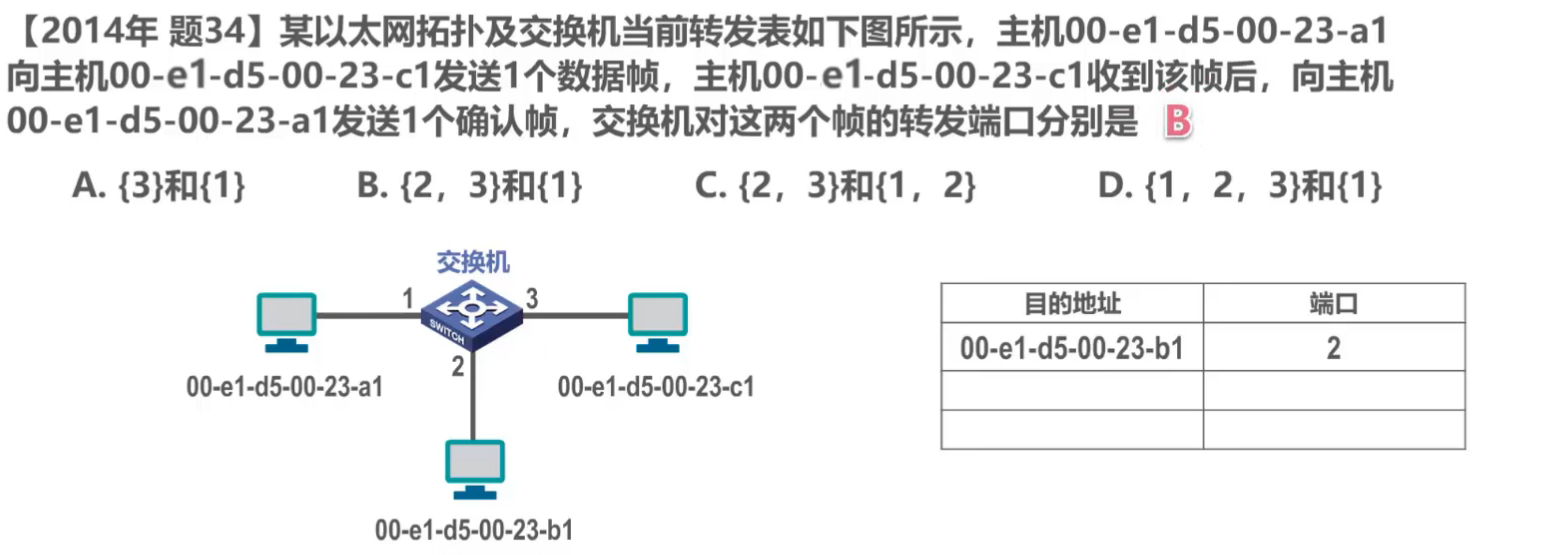 【2014年 题34】某以太网拓扑及交换机当前转发表如下图所示，主机00-e1-d5-00-23-a1
向主机00-e1-d5-00-23-c1发送1个数据帧，主机00-e1-d5-00-23-c1收到该帧后，向主机
00-e1-d5-00-23-a1发送1个确认帧，交换机对这两个帧的转发端口分别是 B
A. {3}和{1} B. {2，3}和{1} C. {2，3}和{1，2} D. {1，2，3}和{1}
交换机
1
3
SWITCH
2
00-e1-d5-00-23-a1
00-e1-d5-00-23-c1
00-e1-d5-00-23-b1
目的地址 端口
00-e1-d5-00-23-b1 2